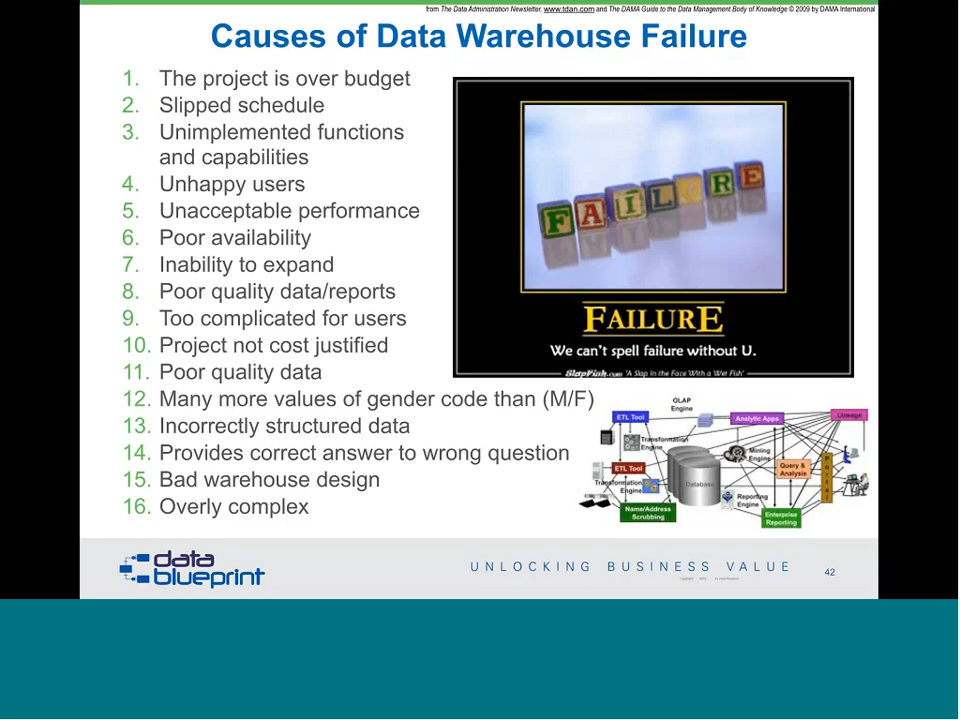 from The Data Administration Newsletter, www.tdan.com and The DAMA Guide to the Data Management Body of Knowledge © 2009 by DAMA International
Causes of Data Warehouse Failure
1. The project is over budget
2. Slipped schedule
3. Unimplemented functions
and capabilities
4. Unhappy users
5. Unacceptable performance
6. Poor availability
7. Inability to expand
8. Poor quality data/reports
9. Too complicated for users
10. Project not cost justified
11. Poor quality data
12. Many more values of gender code than (M/F)
13. Incorrectly structured data
14. Provides correct answer to wrong question
15. Bad warehouse design
16. Overly complex
FAILURE
FAILURE
We can't spell failure without U.
SlapFish.com 'A Slap In the Face With a Wet Fish'
OLAP
Engine
ETL Tool
Analytic Apps
Lineage
Transformation
Engine
Mining
Engine
ETL Tool
Database
Query &
Analysis
Portal
Transformation
Engine
Reporting
Engine
Name/Address
Scrubbing
Enterprise
Reporting
data
blueprint
UNLOCKING BUSINESS VALUE
42